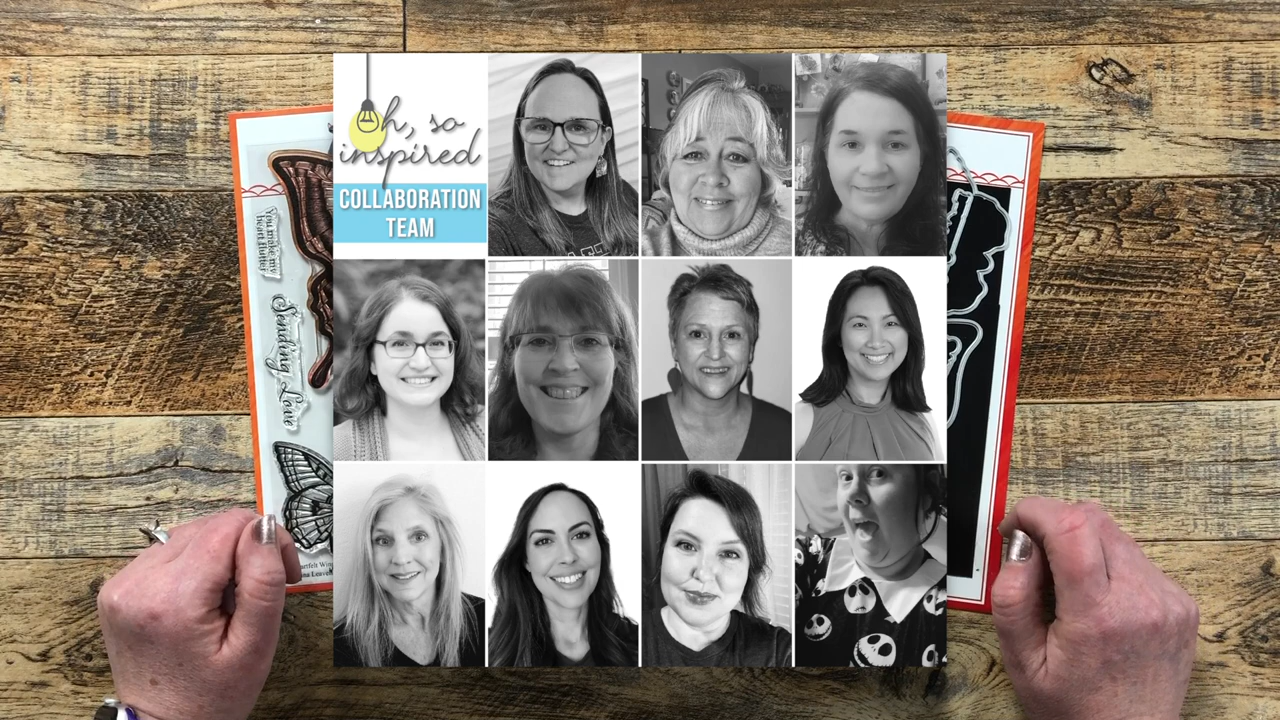 Oh, so
inspired
COLLABORATION
TEAM
You make my
heart flutter
Sending Love